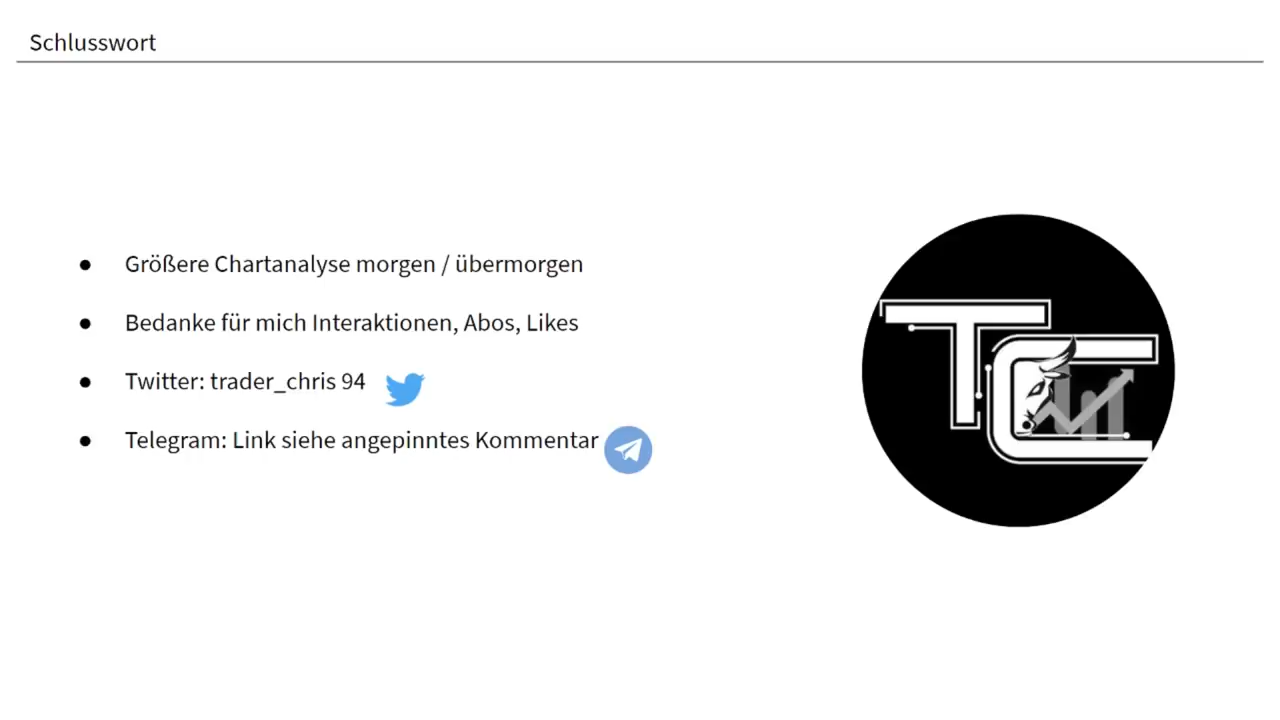 Schlusswort
● Größere Chartanalyse morgen / übermorgen
● Bedanke für mich Interaktionen, Abos, Likes
● Twitter: trader_chris 94
● Telegram: Link siehe angepinntes Kommentar
TC